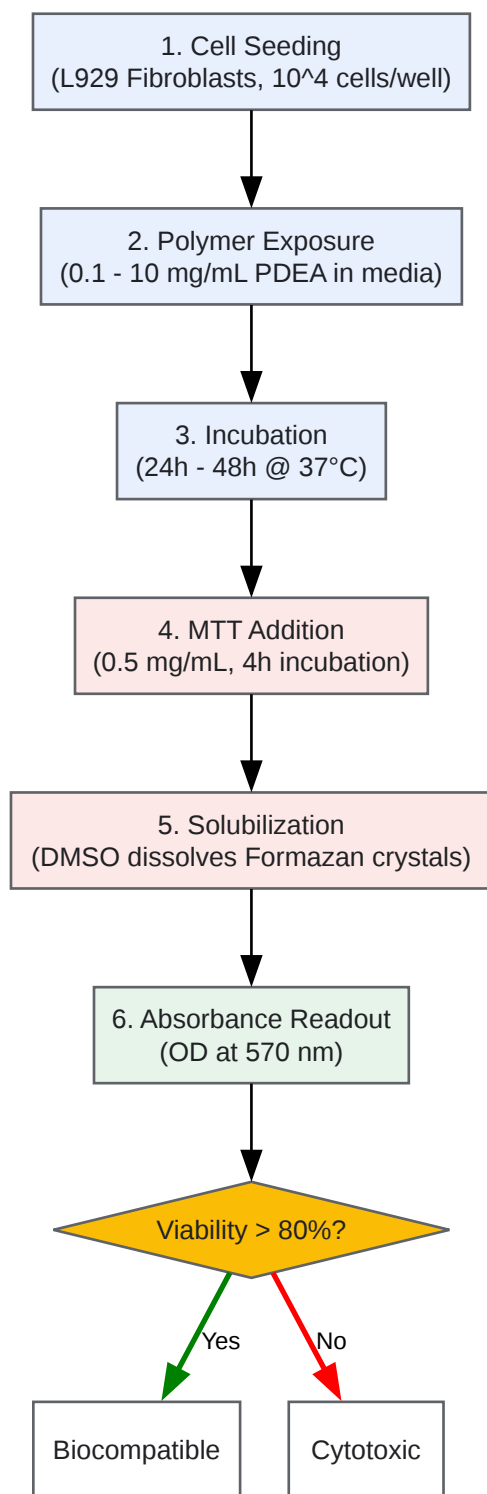 1. Cell Seeding
(L929 Fibroblasts, 10^4 cells/well)
2. Polymer Exposure
(0.1 - 10 mg/mL PDEA in media)
3. Incubation
(24h - 48h @ 37°C)
4. MTT Addition
(0.5 mg/mL, 4h incubation)
5. Solubilization
(DMSO dissolves Formazan crystals)
6. Absorbance Readout
(OD at 570 nm)
Viability > 80%?
Yes
No
Biocompatible
Cytotoxic